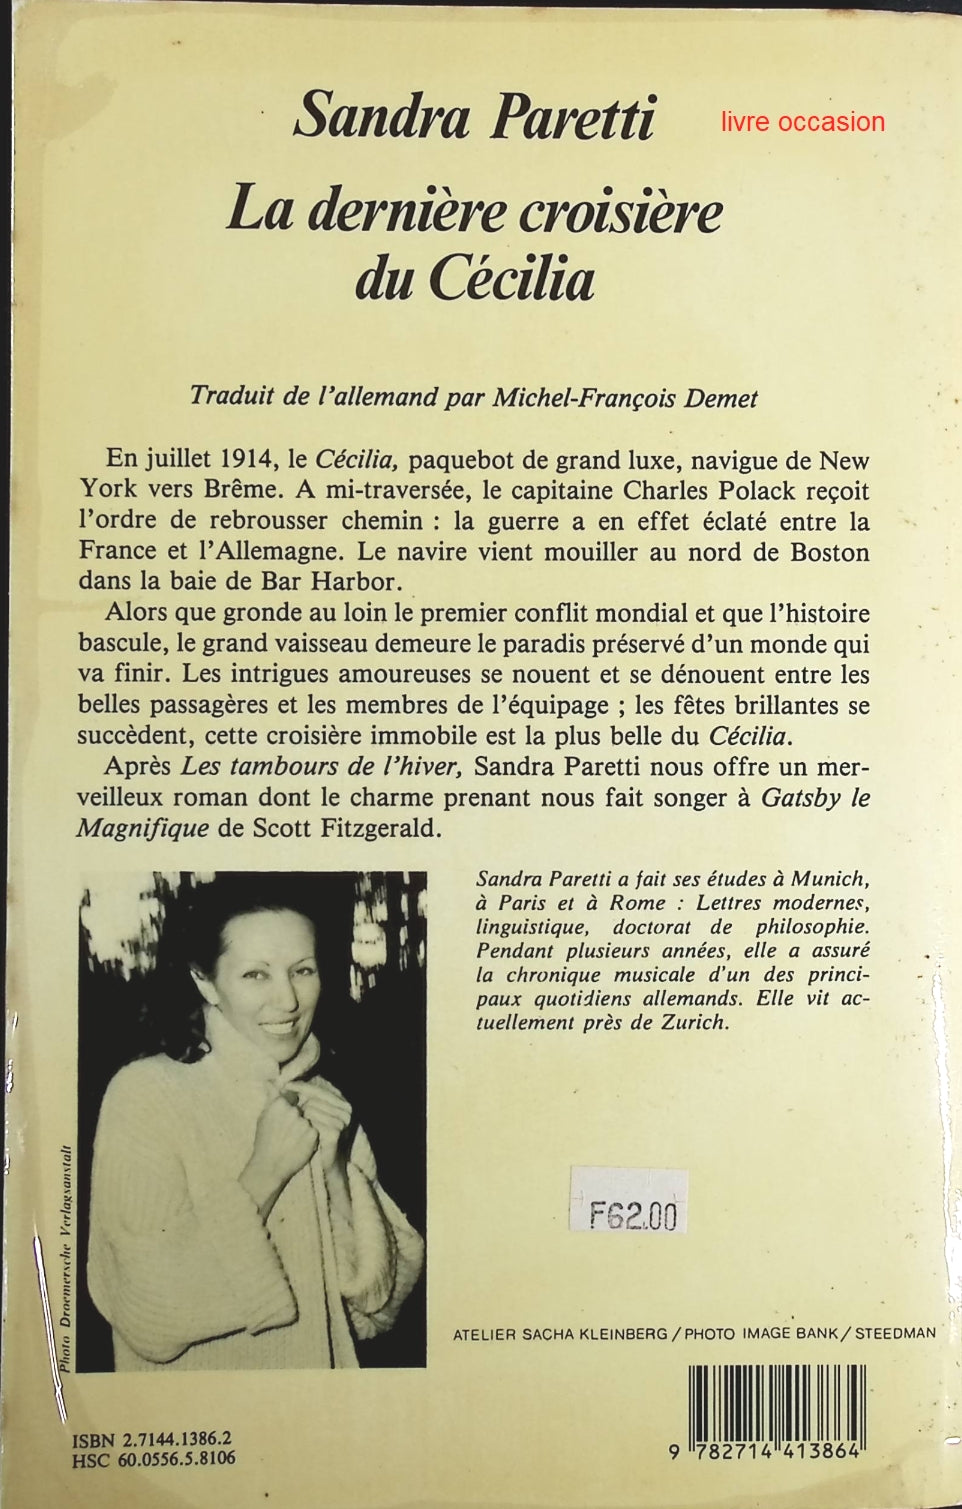 Sandra Paretti
livre occasion
La dernière croisière
du Cécilia
Traduit de l'allemand par Michel-François Demet
En juillet 1914, le Cécilia, paquebot de grand luxe, navigue de New
York vers Brême. A mi-traversée, le capitaine Charles Polack reçoit
l'ordre de rebrousser chemin : la guerre a en effet éclaté entre la
France et l'Allemagne. Le navire vient mouiller au nord de Boston
dans la baie de Bar Harbor.
Alors que gronde au loin le premier conflit mondial et que l'histoire
bascule, le grand vaisseau demeure le paradis préservé d'un monde qui
va finir. Les intrigues amoureuses se nouent et se dénouent entre les
belles passagères et les membres de l'équipage ; les fêtes brillantes se
succèdent, cette croisière immobile est la plus belle du Cécilia.
Après Les tambours de l'hiver, Sandra Paretti nous offre un mer-
veilleux roman dont le charme prenant nous fait songer à Gatsby le
Magnifique de Scott Fitzgerald.
Sandra Paretti a fait ses études à Munich,
à Paris et à Rome : Lettres modernes,
linguistique, doctorat de philosophie.
Pendant plusieurs années, elle a assuré
la chronique musicale d'un des princi-
paux quotidiens allemands. Elle vit ac-
tuellement près de Zurich.
Photo Droemersche Verlagsanstalt
F62.00
ATELIER SACHA KLEINBERG / PHOTO IMAGE BANK / STEEDMAN
ISBN 2.7144.1386.2
HSC 60.0556.5.8106
9 782714 413864